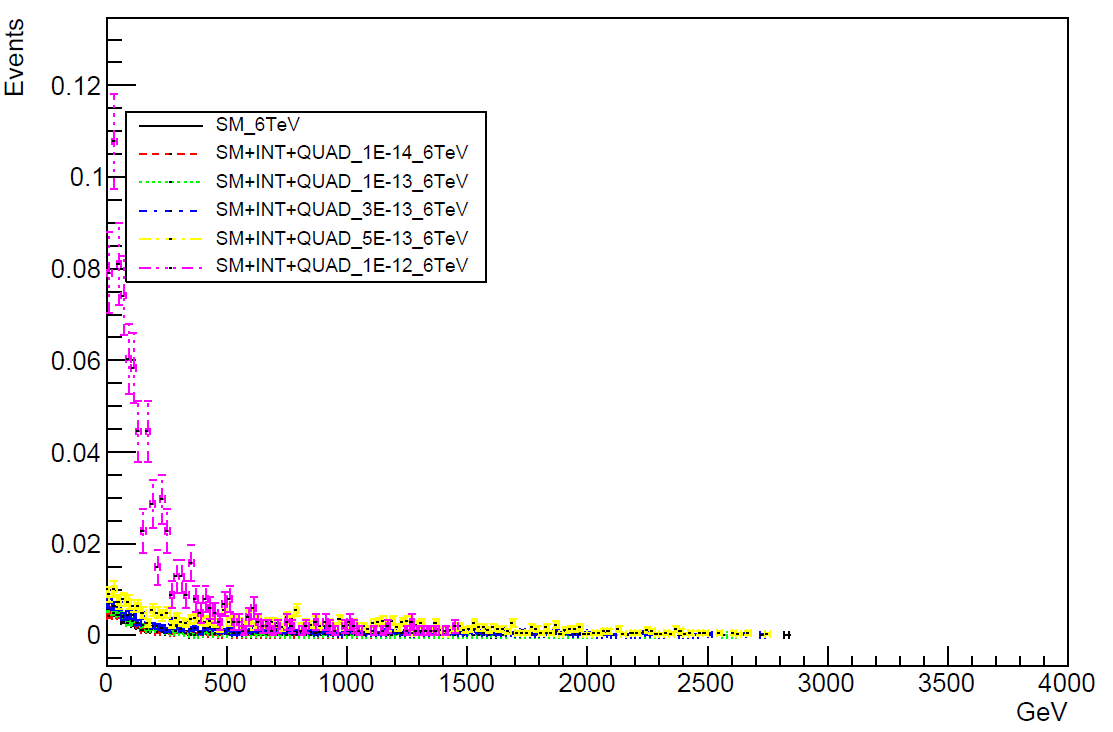 Events
0.12
0.1
0.08
0.06
0.04
0.02
0
SM_6TeV
SM+INT+QUAD_1E-14_6TeV
SM+INT+QUAD_1E-13_6TeV
SM+INT+QUAD_3E-13_6TeV
SM+INT+QUAD_5E-13_6TeV
SM+INT+QUAD_1E-12_6TeV
0 500 1000 1500 2000 2500 3000 3500 4000
GeV